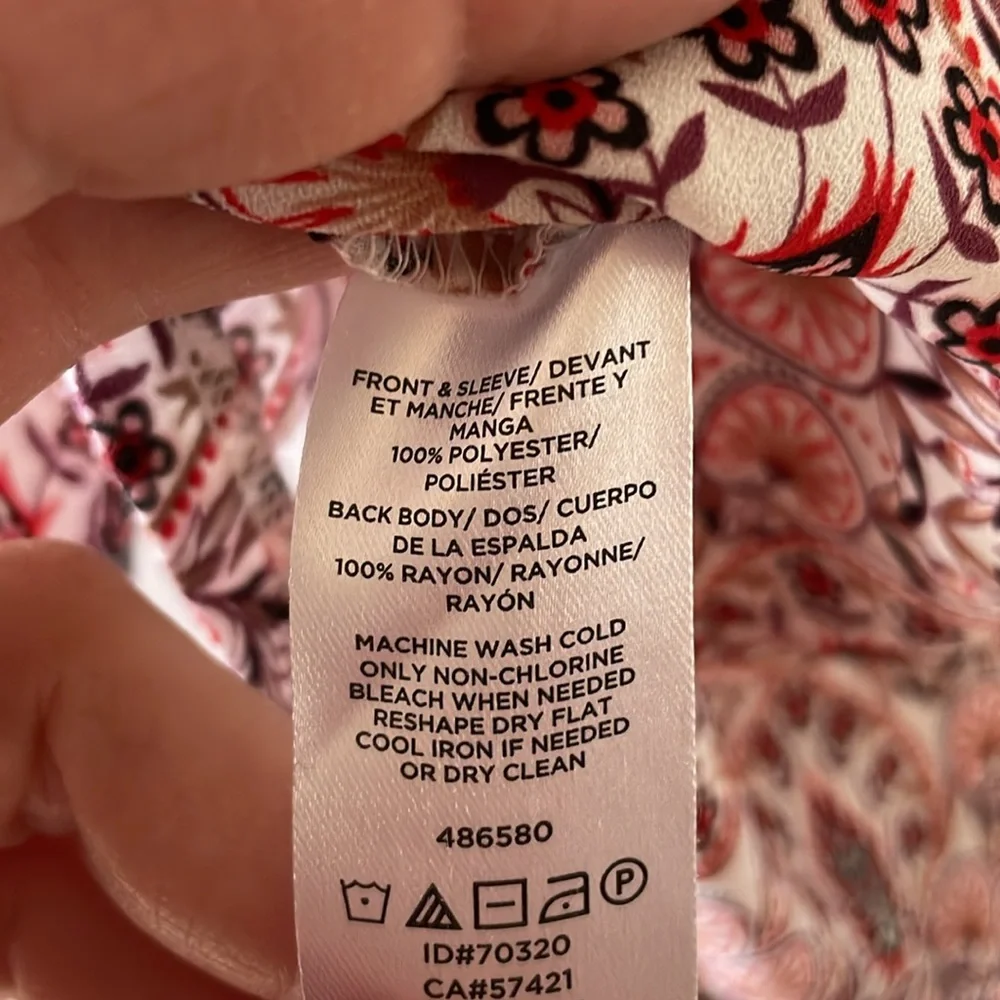 FRONT & SLEEVE/ DEVANT
ET MANCHE/ FRENTE Y
MANGA
100% POLYESTER/
POLIÉSTER
BACK BODY/ DOS/ CUERPO
DE LA ESPALDA
100% RAYON/ RAYONNE/
RAYÓN
MACHINE WASH COLD
ONLY NON-CHLORINE
BLEACH WHEN NEEDED
RESHAPE DRY FLAT
COOL IRON IF NEEDED
OR DRY CLEAN
486580
P
ID#70320
CA#57421